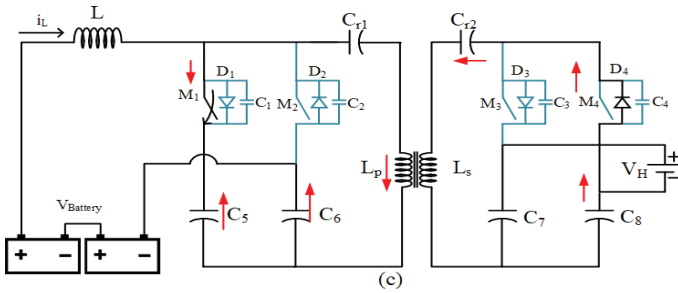 i_L L C_r1 C_r2
D_1 D_2 D_3 D_4
M_1 C_1 M_2 C_2 M_3 C_3 M_4 C_4
L_p L_s V_H + −
V_Battery C_5 C_6 C_7 C_8
+ − + −
(c)